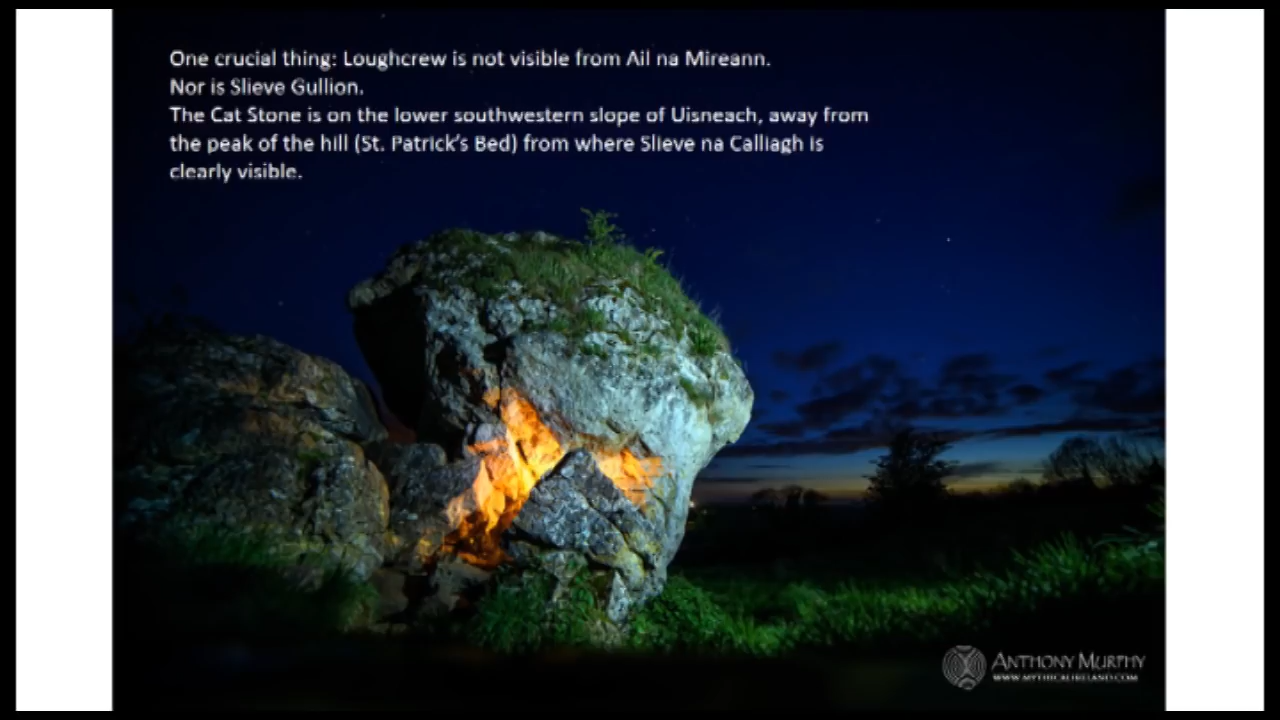 One crucial thing: Loughcrew is not visible from Ail na Mireann.
Nor is Slieve Gullion.
The Cat Stone is on the lower southwestern slope of Uisneach, away from
the peak of the hill (St. Patrick's Bed) from where Slieve na Calliagh is
clearly visible.
ANTHONY MURPHY
WWW.MYTHICALIRELAND.COM